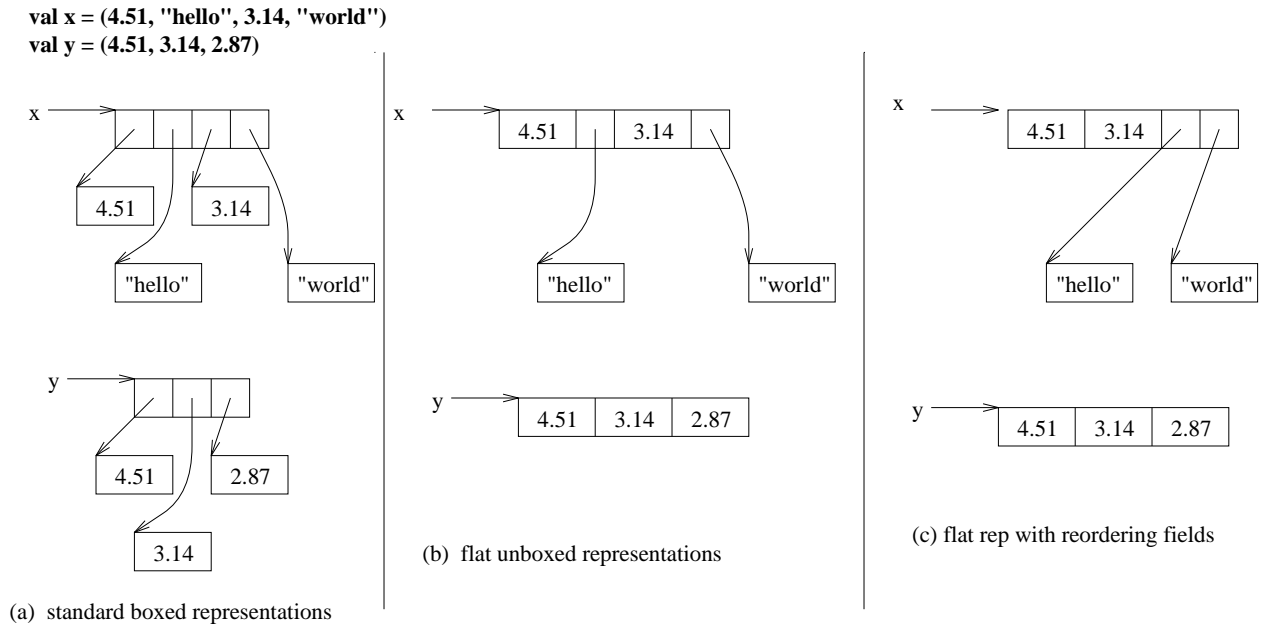 val x = (4.51, "hello", 3.14, "world")
val y = (4.51, 3.14, 2.87)
x
4.51
3.14
"hello"
"world"
y
4.51
2.87
3.14
(a) standard boxed representations
x
4.51
3.14
"hello"
"world"
y
4.51
3.14
2.87
(b) flat unboxed representations
x
4.51
3.14
"hello"
"world"
y
4.51
3.14
2.87
(c) flat rep with reordering fields